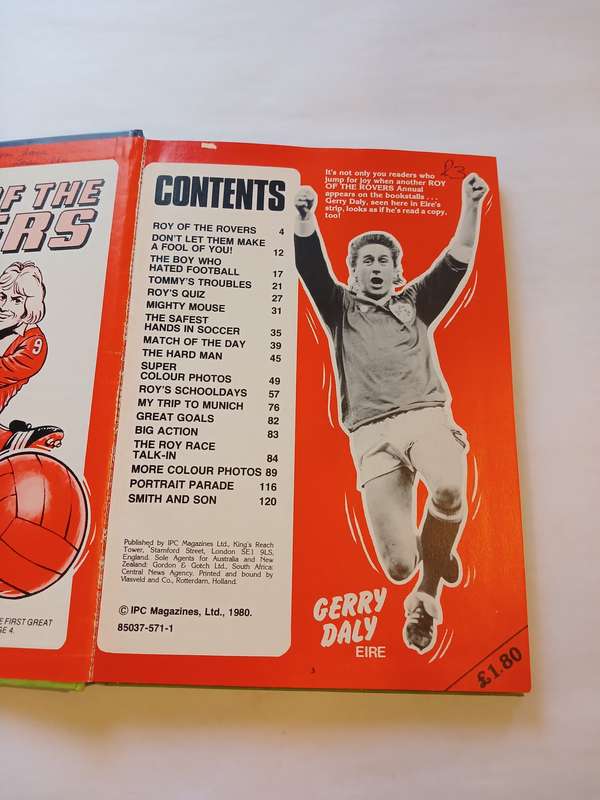 OF THE
ERS
9
E FIRST GREAT
GE 4.
CONTENTS
ROY OF THE ROVERS 4
DON'T LET THEM MAKE
A FOOL OF YOU! 12
THE BOY WHO
HATED FOOTBALL 17
TOMMY'S TROUBLES 21
ROY'S QUIZ 27
MIGHTY MOUSE 31
THE SAFEST
HANDS IN SOCCER 35
MATCH OF THE DAY 39
THE HARD MAN 45
SUPER
COLOUR PHOTOS 49
ROY'S SCHOOLDAYS 57
MY TRIP TO MUNICH 76
GREAT GOALS 82
BIG ACTION 83
THE ROY RACE
TALK-IN 84
MORE COLOUR PHOTOS 89
PORTRAIT PARADE 116
SMITH AND SON 120
Published by IPC Magazines Ltd., King's Reach
Tower, Stamford Street, London SE1 9LS,
England. Sole Agents for Australia and New
Zealand: Gordon & Gotch Ltd., South Africa:
Central News Agency. Printed and bound by
Vlasveld and Co., Rotterdam, Holland.
© IPC Magazines, Ltd., 1980.
85037-571-1
It's not only you readers who
jump for joy when another ROY
OF THE ROVERS Annual
appears on the bookstalls . . .
Gerry Daly, seen here in Eire's
strip, looks as if he's read a copy,
too!
£3
GERRY
DALY
EIRE
3
£1.80